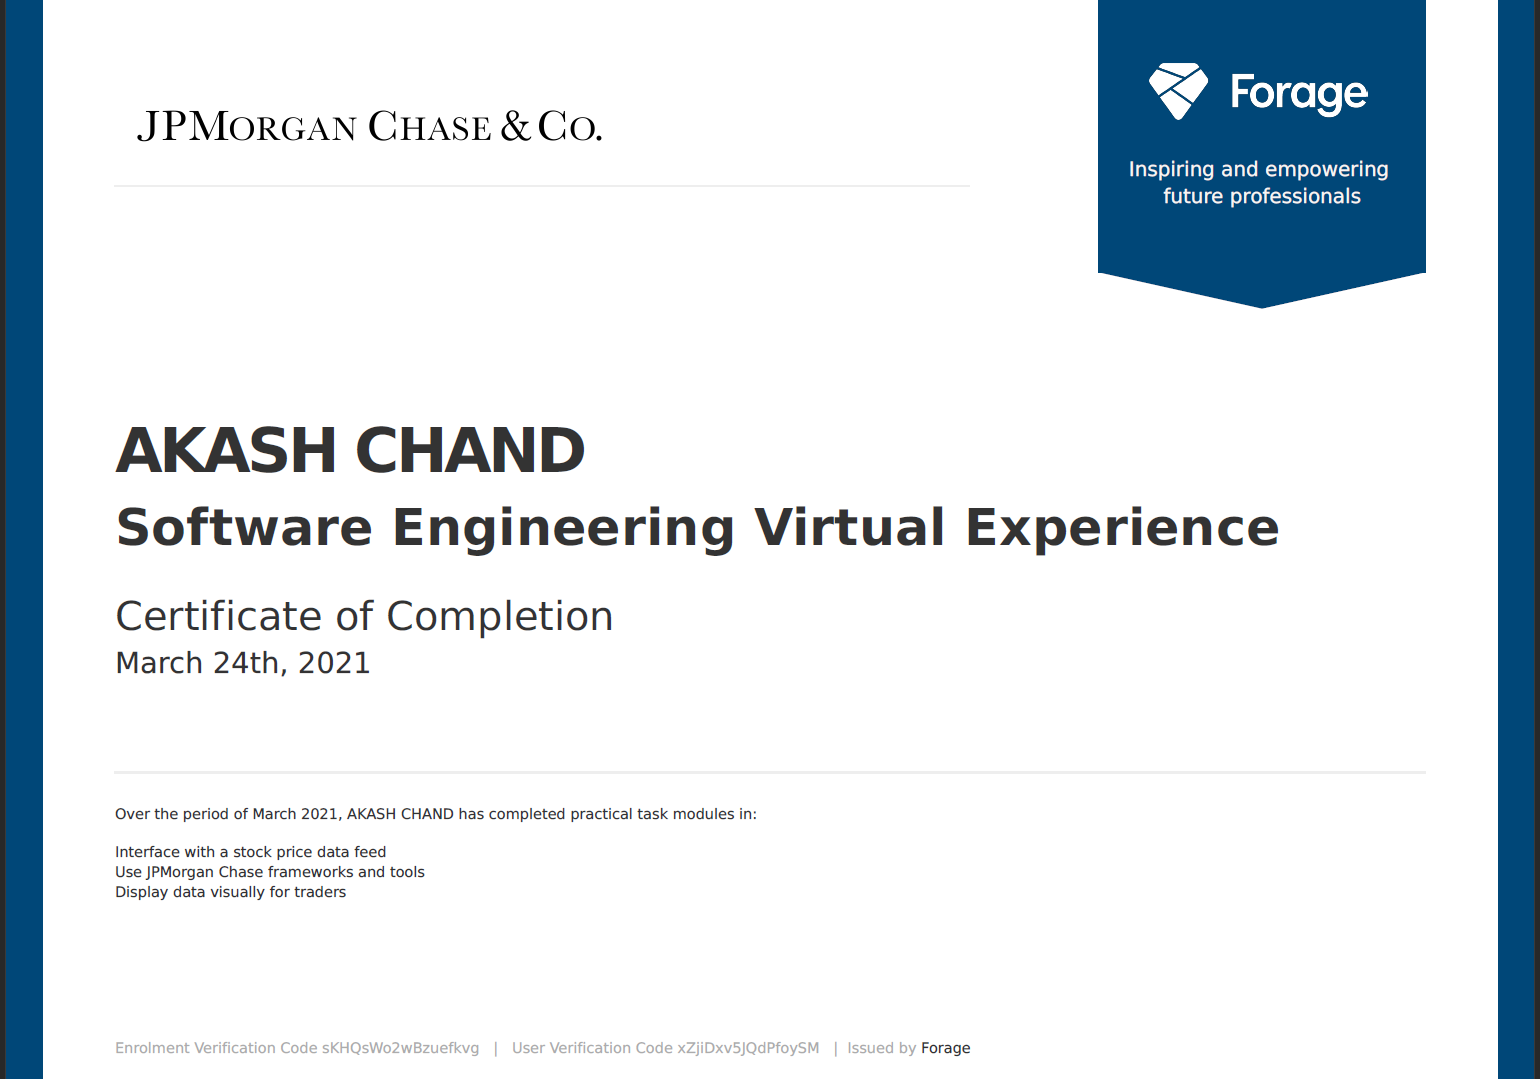 JPMORGAN CHASE & CO.
Forage
Inspiring and empowering
future professionals
AKASH CHAND
Software Engineering Virtual Experience
Certificate of Completion
March 24th, 2021
Over the period of March 2021, AKASH CHAND has completed practical task modules in:
Interface with a stock price data feed
Use JPMorgan Chase frameworks and tools
Display data visually for traders
Enrolment Verification Code sKHQsWo2wBzuefkvg | User Verification Code xZjiDxv5JQdPfoySM | Issued by Forage